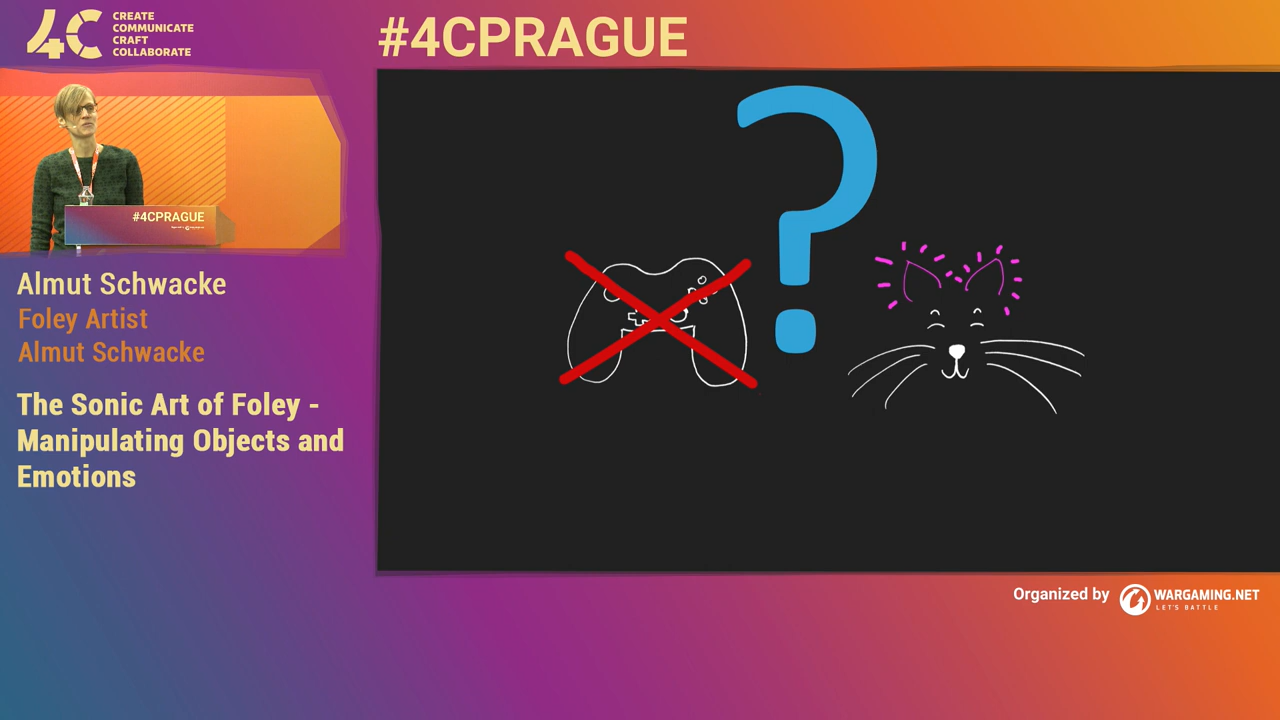 4C
CREATE
COMMUNICATE
CRAFT
COLLABORATE
#4CPRAGUE
#4CPRAGUE
Almut Schwacke
Foley Artist
Almut Schwacke
The Sonic Art of Foley -
Manipulating Objects and
Emotions
?
Organized by
WARGAMING.NET
LET'S BATTLE